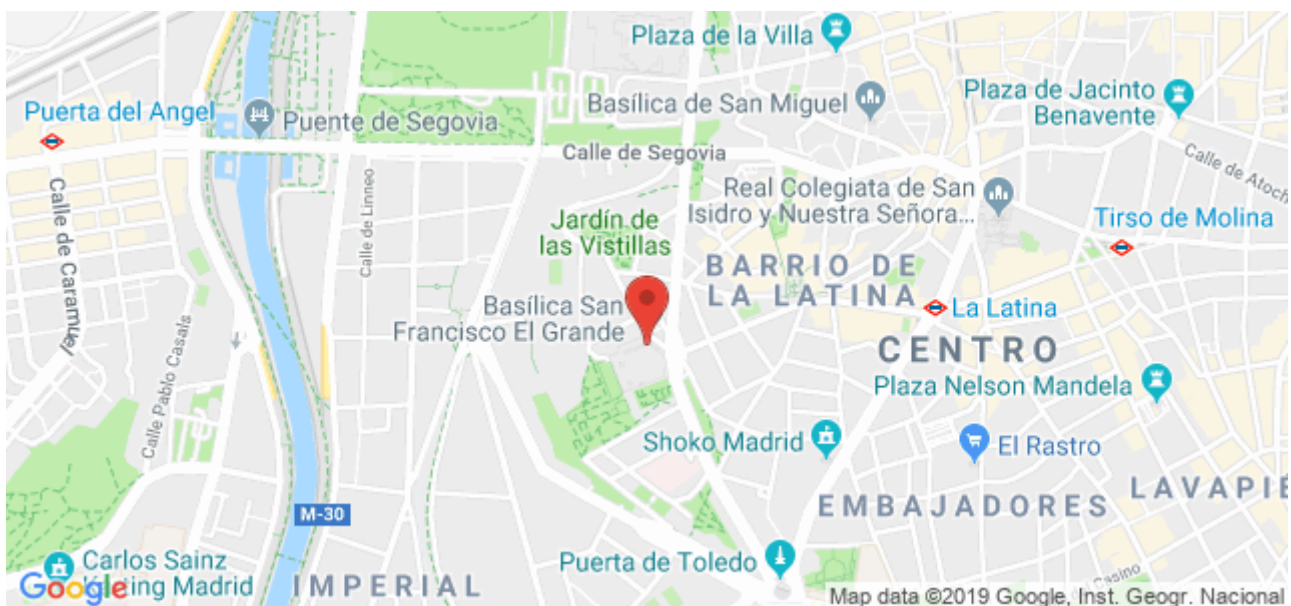 Plaza de la Villa
Puerta del Angel
Puente de Segovia
Basílica de San Miguel
Plaza de Jacinto
Benavente
Calle de Segovia
Calle de Atoch
Calle de Caramuel
Calle de Linneo
Real Colegiata de San
Isidro y Nuestra Señora...
Tirso de Molina
Jardín de
las Vistillas
BARRIO DE
LA LATINA
La Latina
Basílica San
Francisco El Grande
CENTRO
Calle Pablo Casals
Plaza Nelson Mandela
Shoko Madrid
El Rastro
LAVAPIÉ
EMBAJADORES
M-30
Puerta de Toledo
Carlos Sainz
Karting Madrid
IMPERIAL
Casino
Google
Map data ©2019 Google, Inst. Geogr. Nacional